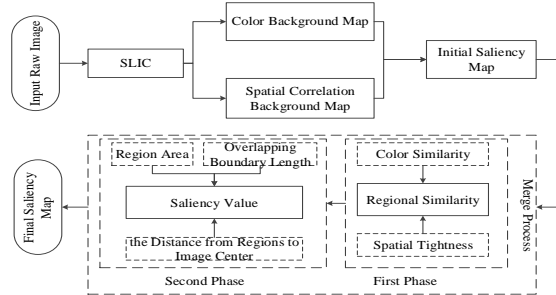 Input Raw Image
SLIC
Color Background Map
Spatial Correlation
Background Map
Initial Saliency
Map
Merge Process
First Phase
Color Similarity
Regional Similarity
Spatial Tightness
Second Phase
Region Area
Overlapping
Boundary Length
Saliency Value
the Distance from Regions to
Image Center
Final Saliency
Map